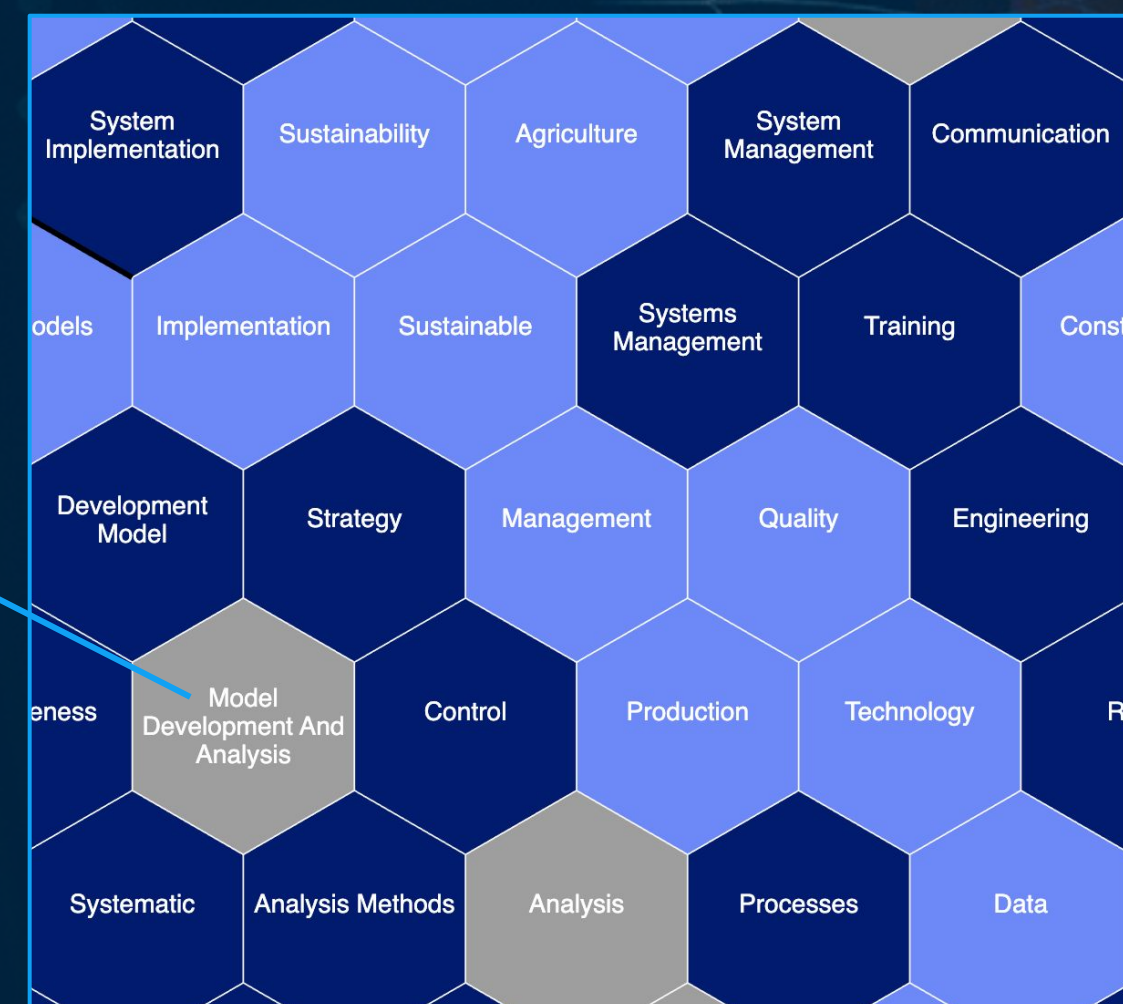 System
Implementation
Sustainability
Agriculture
System
Management
Communication
odels
Implementation
Sustainable
Systems
Management
Training
Const
Development
Model
Strategy
Management
Quality
Engineering
eness
Model
Development And
Analysis
Control
Production
Technology
R
Systematic
Analysis Methods
Analysis
Processes
Data